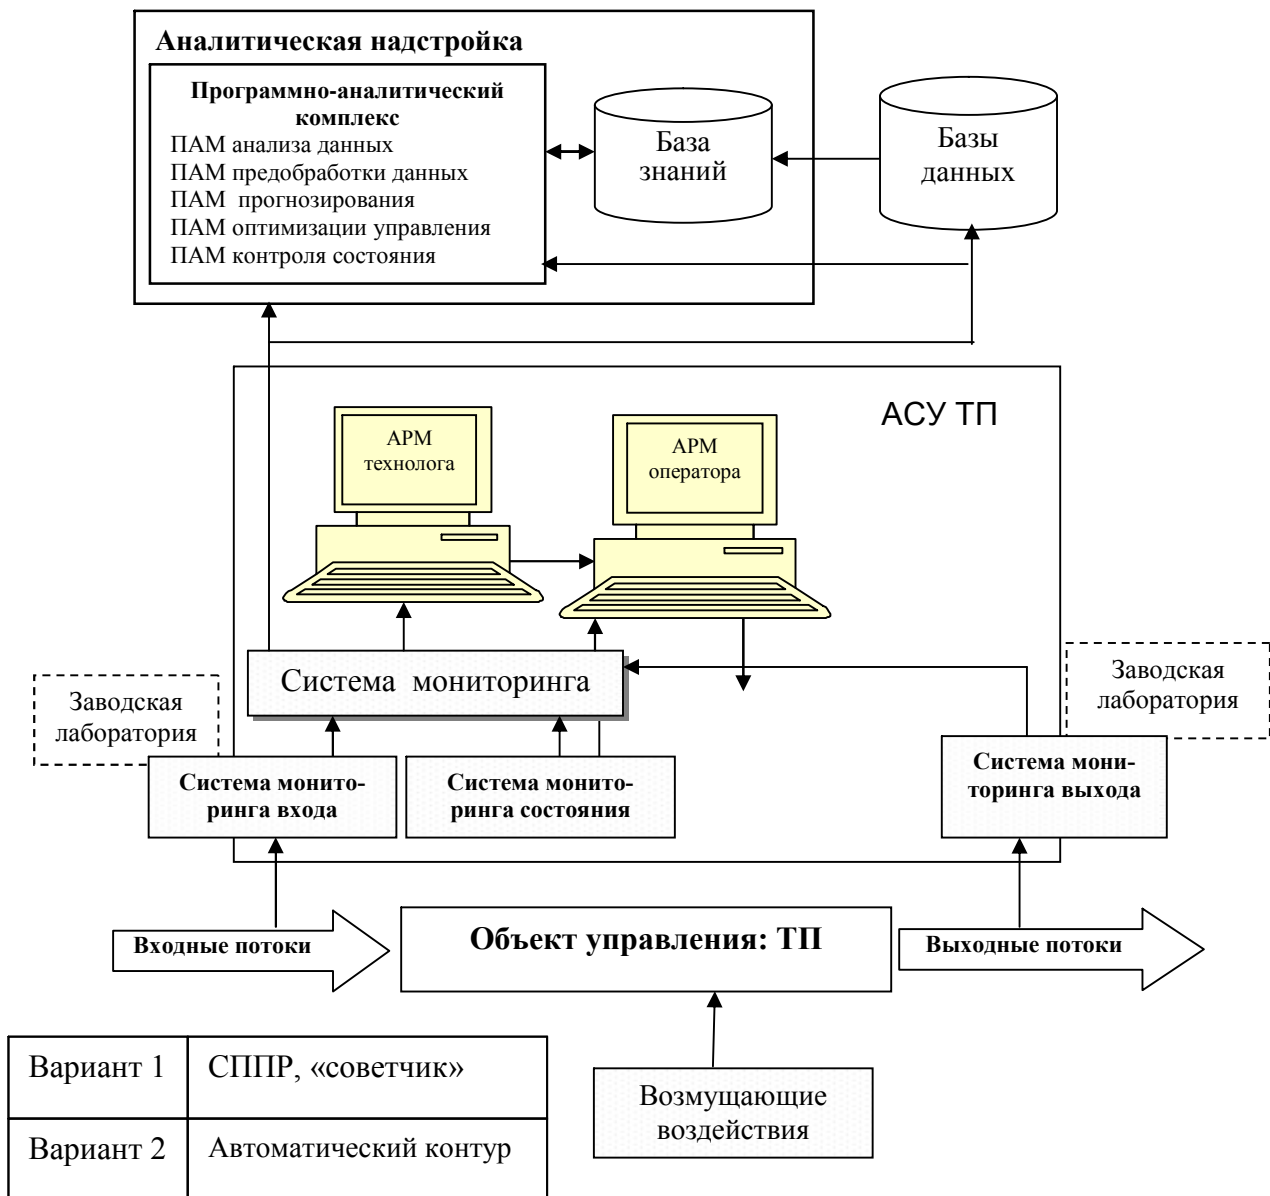 Аналитическая надстройка
Программно-аналитический
комплекс
ПАМ анализа данных
ПАМ предобработки данных
ПАМ прогнозирования
ПАМ оптимизации управления
ПАМ контроля состояния
База
знаний
Базы
данных
АСУ ТП
АРМ
технолога
АРМ
оператора
Система мониторинга
Заводская
лаборатория
Заводская
лаборатория
Система монито-
ринга входа
Система монито-
ринга состояния
Система мони-
торинга выхода
Входные потоки
Объект управления: ТП
Выходные потоки
Вариант 1
СППР, «советчик»
Вариант 2
Автоматический контур
Возмущающие
воздействия